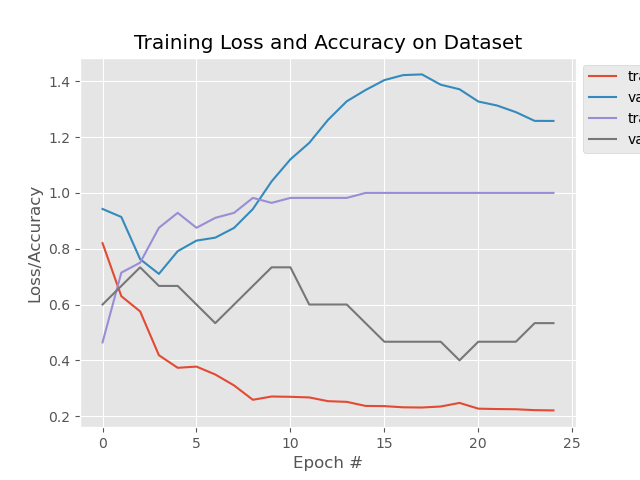 Training Loss and Accuracy on Dataset
1.4
1.2
1.0
0.8
0.6
0.4
0.2
Loss/Accuracy
0 5 10 15 20 25
Epoch #
tra
va
tra
va